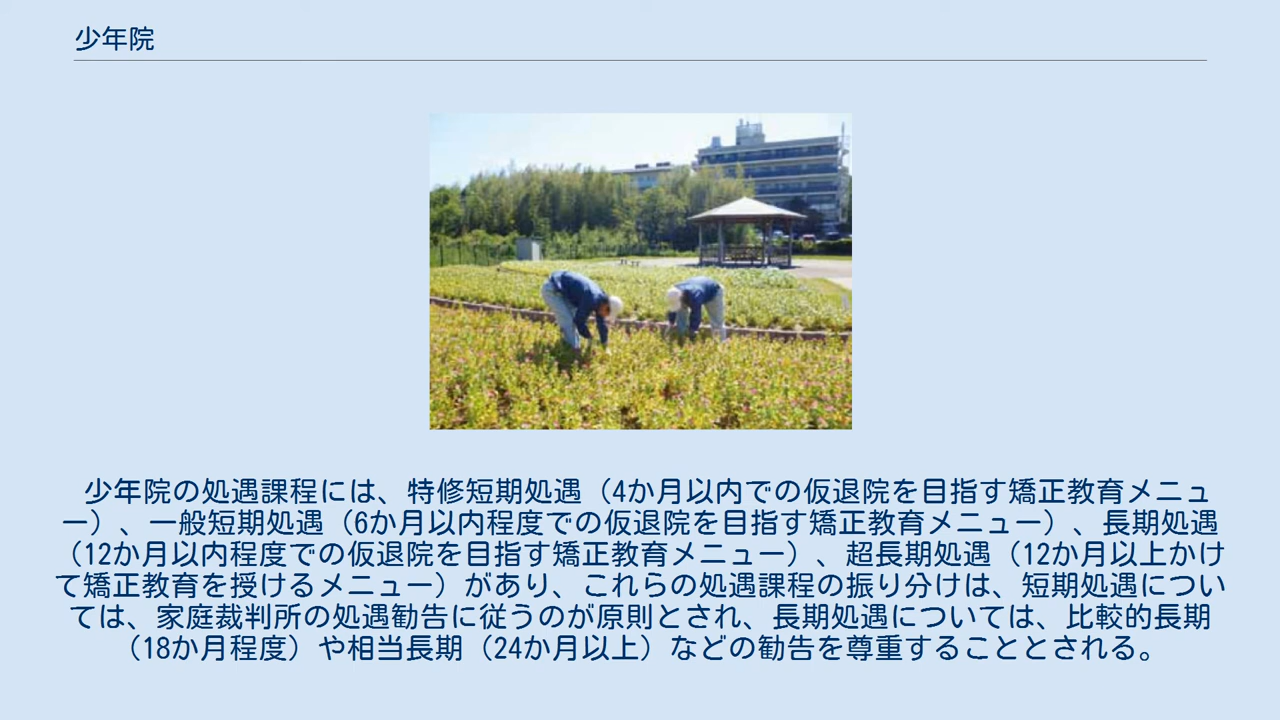 少年院
少年院の処遇課程には、特修短期処遇（4か月以内での仮退院を目指す矯正教育メニュ
ー）、一般短期処遇（6か月以内程度での仮退院を目指す矯正教育メニュー）、長期処遇
（12か月以内程度での仮退院を目指す矯正教育メニュー）、超長期処遇（12か月以上かけ
て矯正教育を授けるメニュー）があり、これらの処遇課程の振り分けは、短期処遇につい
ては、家庭裁判所の処遇勧告に従うのが原則とされ、長期処遇については、比較的長期
（18か月程度）や相当長期（24か月以上）などの勧告を尊重することとされる。